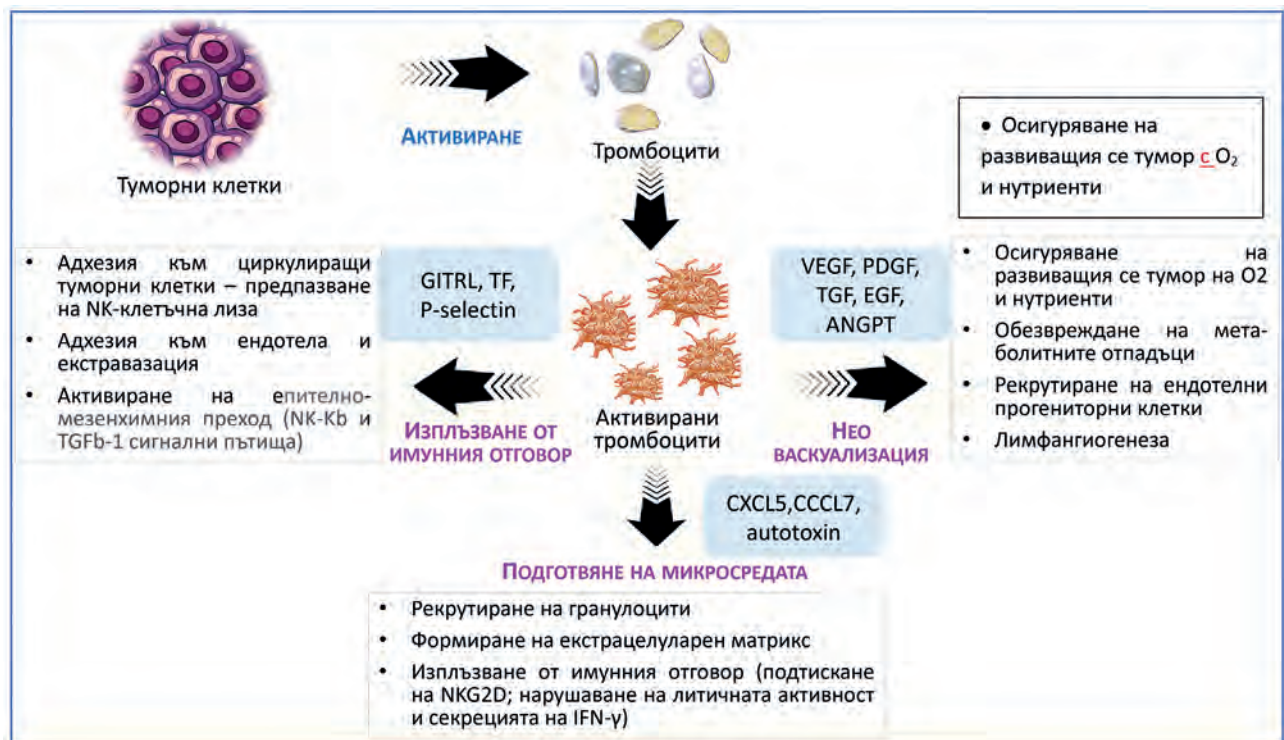 Туморни клетки
АКТИВИРАНЕ
Тромбоцити
• Осигуряване на
развиващия се тумор с O₂
и нутриенти
• Адхезия към циркулиращи
туморни клетки – предпазване
на NK-клетъчна лиза
• Адхезия към ендотела и
екстравазация
• Активиране на епително-
мезенхимния преход (NK-Kb и
TGFb-1 сигнални пътища)
GITRL, TF,
P-selectin
ИЗПЛЪЗВАНЕ ОТ
ИМУННИЯ ОТГОВОР
Активирани
тромбоцити
VEGF, PDGF,
TGF, EGF,
ANGPT
НЕО
ВАСКУАЛИЗАЦИЯ
• Осигуряване на
развиващия се тумор на O2
и нутриенти
• Обезвреждане на мета-
болитните отпадъци
• Рекрутиране на ендотелни
прогениторни клетки
• Лимфангиогенеза
CXCL5,CCCL7,
autotoxin
ПОДГОТВЯНЕ НА МИКРОСРЕДАТА
• Рекрутиране на гранулоцити
• Формиране на екстрацелуларен матрикс
• Изплъзване от имунния отговор (подтискане
на NKG2D; нарушаване на литичната активност
и секрецията на IFN-γ)